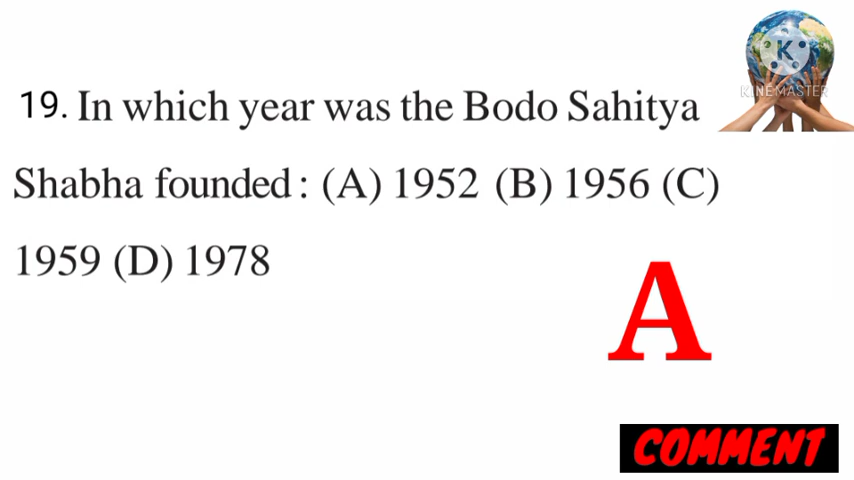 K
KINEMASTER
19. In which year was the Bodo Sahitya
Shabha founded : (A) 1952 (B) 1956 (C)
1959 (D) 1978
A
COMMENT